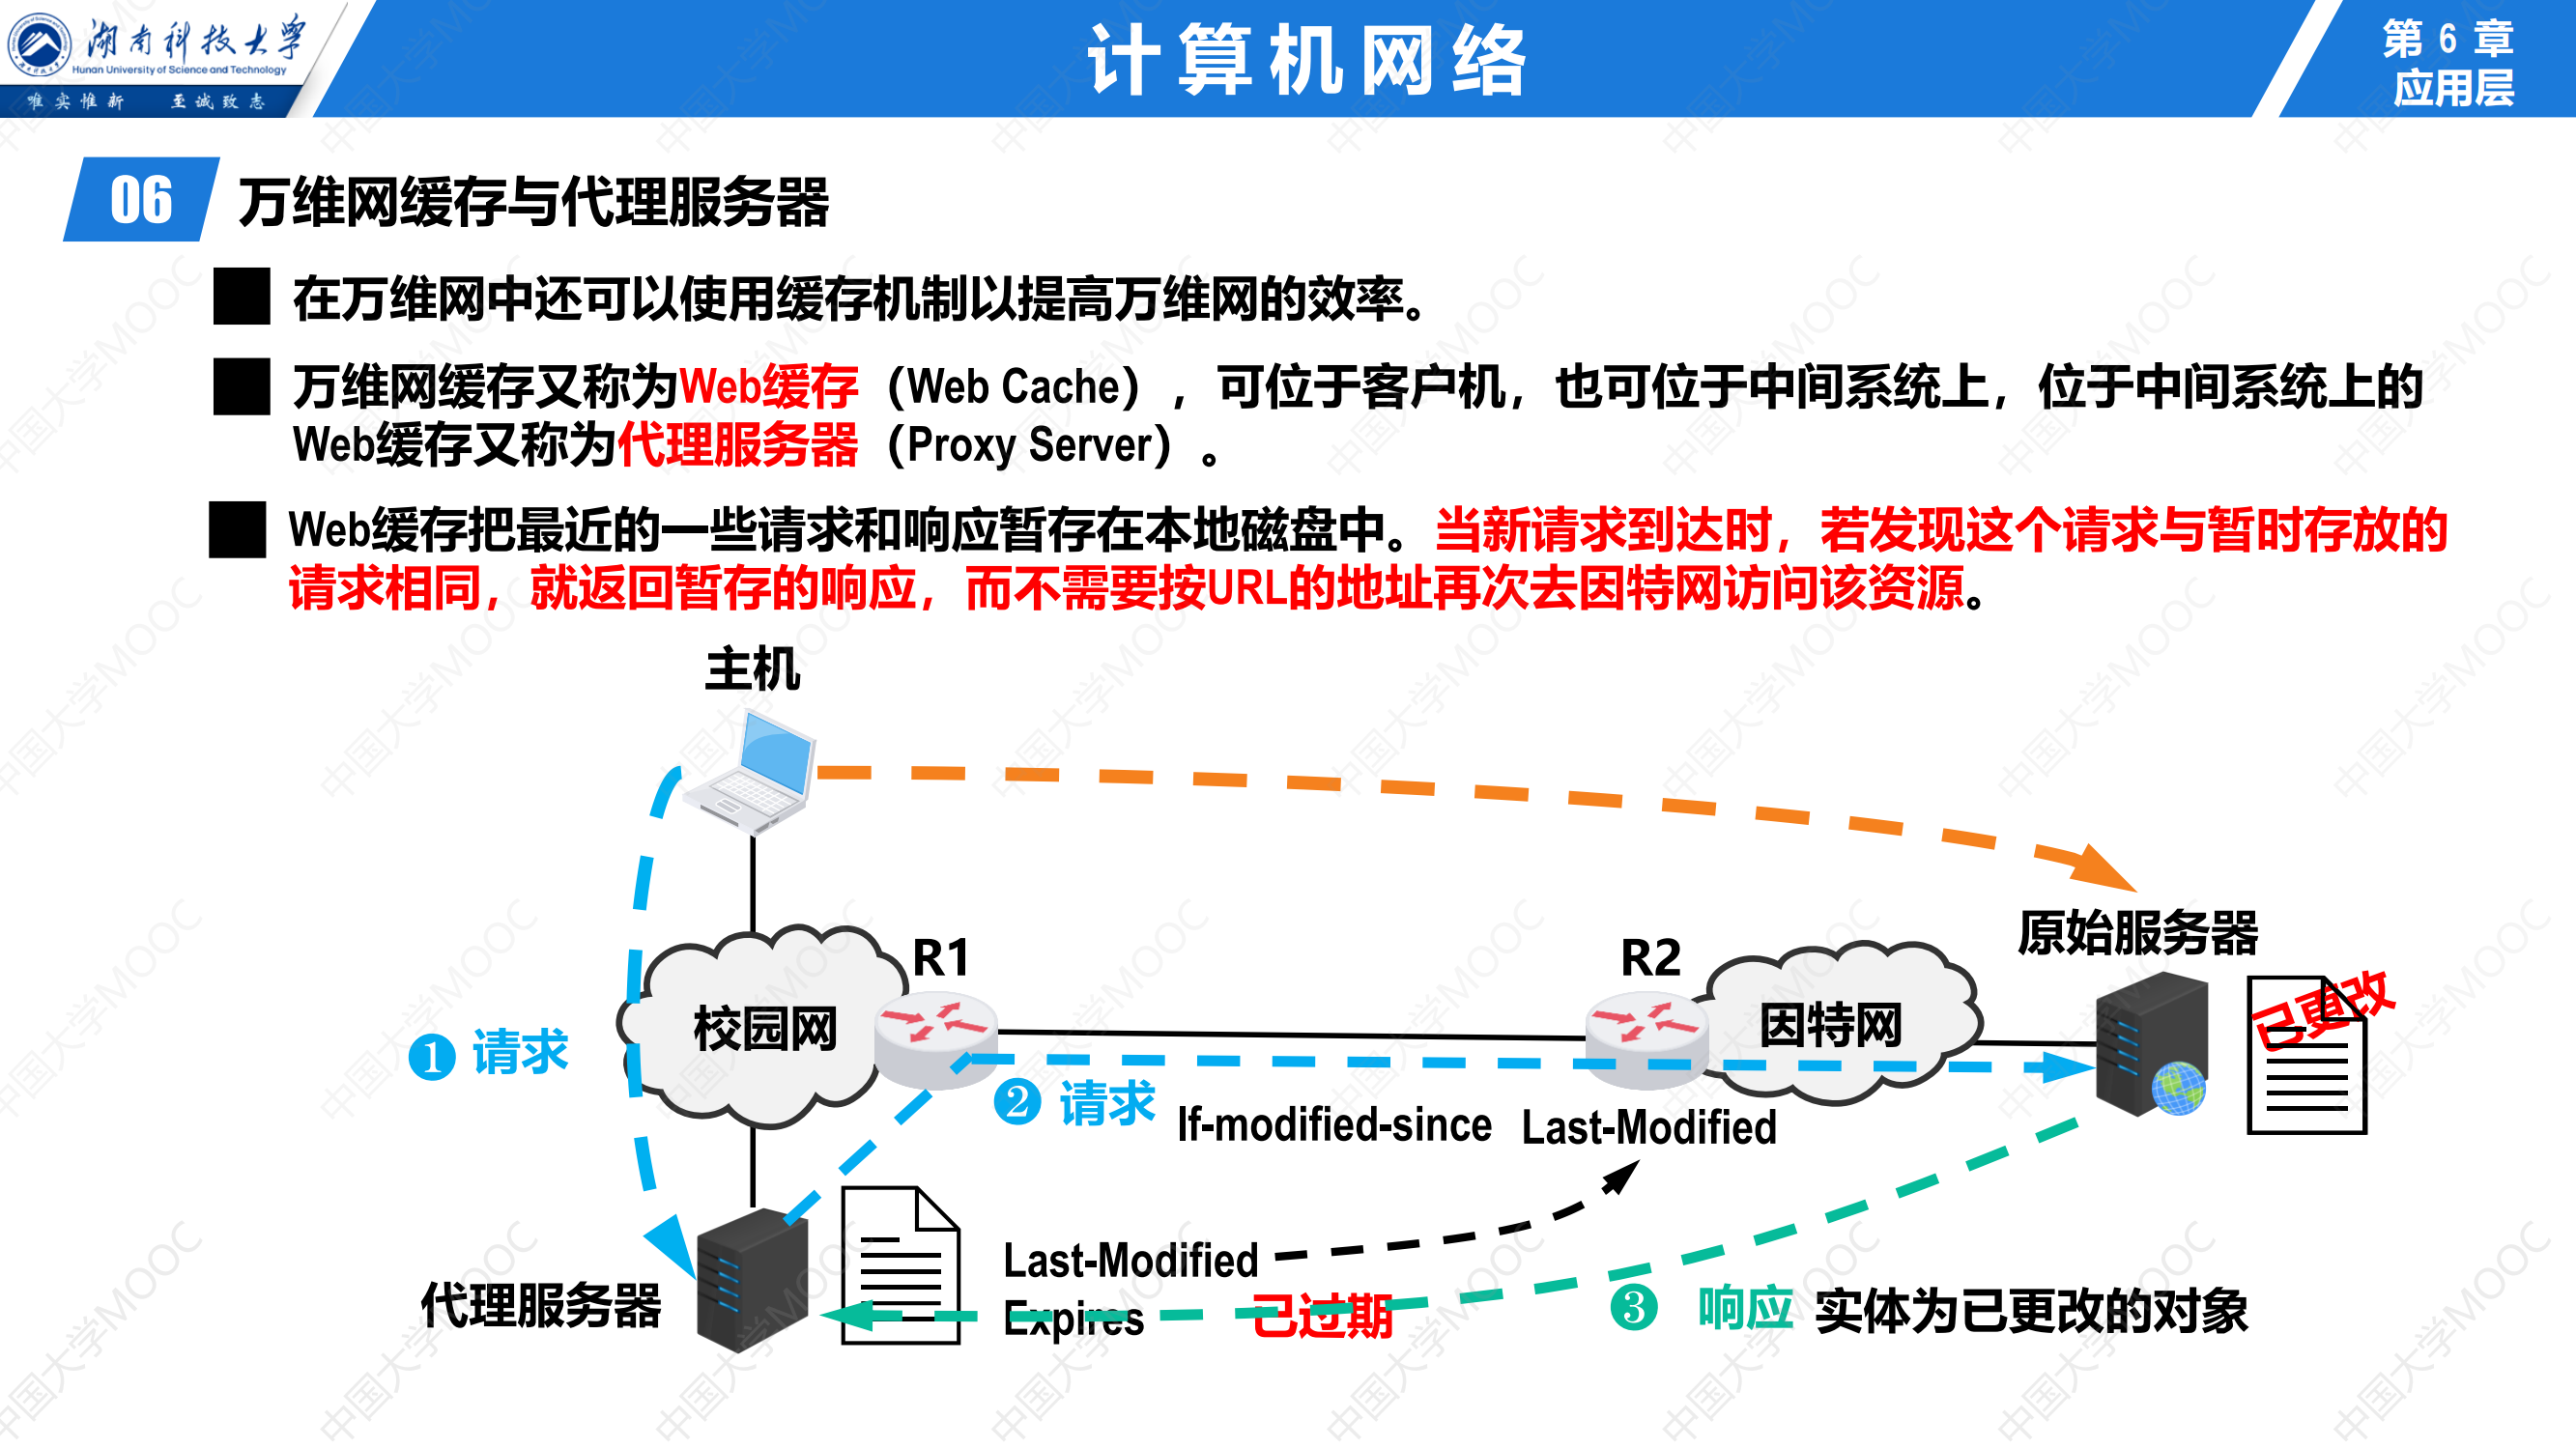 湖南科技大学
Hunan University of Science and Technology
唯实惟新 至诚致志
计算机网络
第 6 章
应用层
06 万维网缓存与代理服务器
在万维网中还可以使用缓存机制以提高万维网的效率。
万维网缓存又称为Web缓存（Web Cache），可位于客户机，也可位于中间系统上，位于中间系统上的
Web缓存又称为代理服务器（Proxy Server）。
Web缓存把最近的一些请求和响应暂存在本地磁盘中。当新请求到达时，若发现这个请求与暂时存放的
请求相同，就返回暂存的响应，而不需要按URL的地址再次去因特网访问该资源。
主机
原始服务器
R1
R2
已更改
校园网
因特网
❶ 请求
❷ 请求
If-modified-since Last-Modified
Last-Modified
Expires 已过期
代理服务器
❸ 响应 实体为已更改的对象
中国大学MOOC